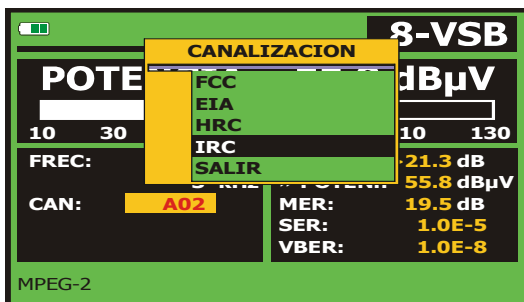 8-VSB
CANALIZACION
FCC
EIA
HRC
IRC
SALIR
dBµV
10 30 10 130
FREC:
21.3 dB
55.8 dBµV
CAN: A02
MER: 19.5 dB
SER: 1.0E-5
VBER: 1.0E-8
MPEG-2